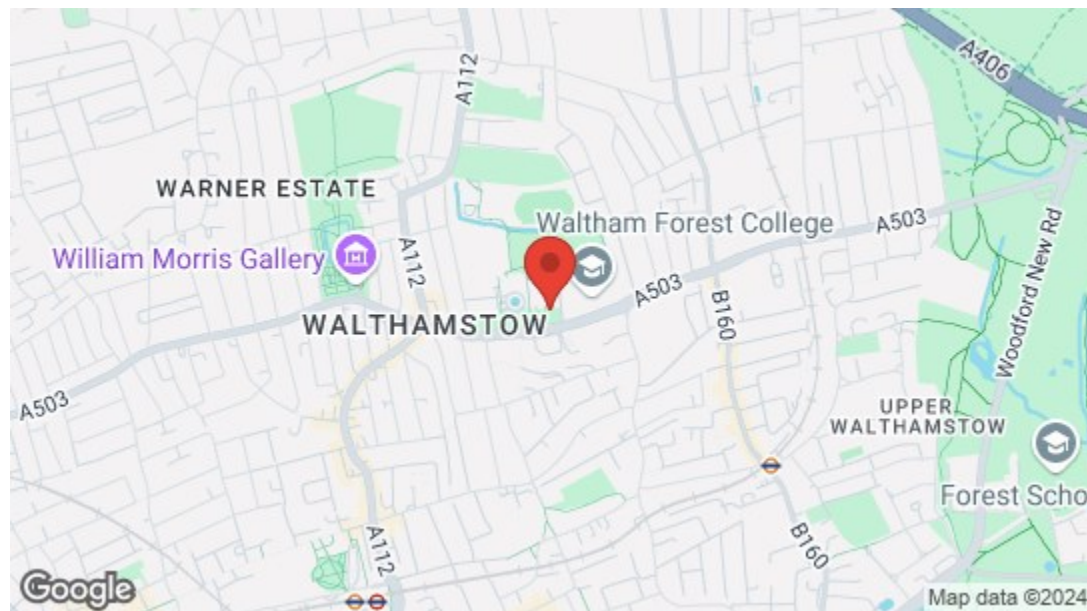 A406
A112
WARNER ESTATE
Waltham Forest College
A503
William Morris Gallery
A112
A503
B160
Woodford New Rd
WALTHAMSTOW
A503
UPPER
WALTHAMSTOW
Forest Scho
A112
B160
Google
Map data ©2024